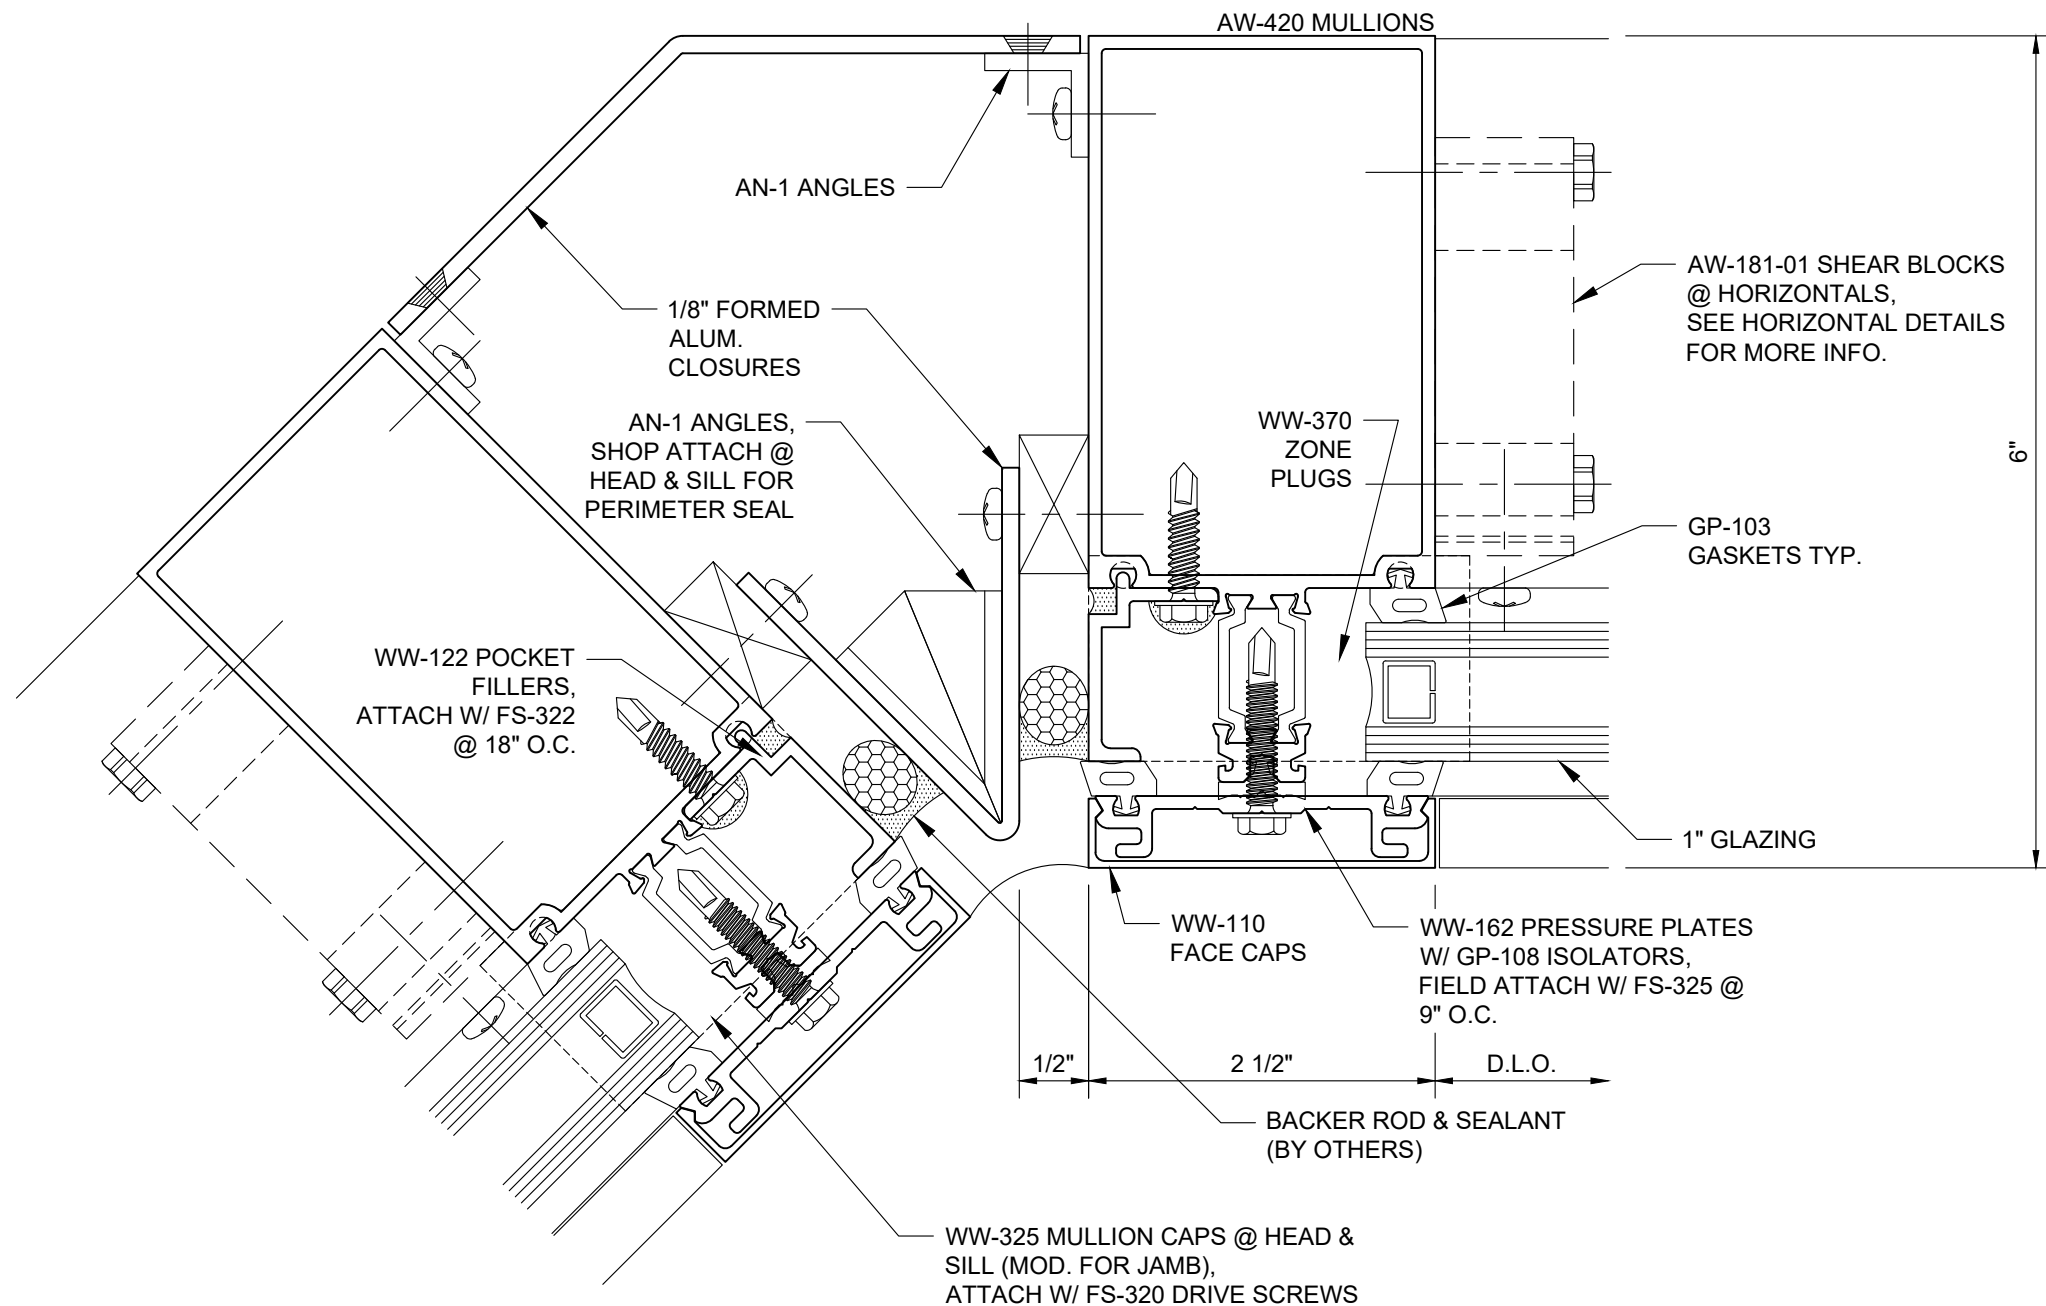 AW-420 MULLIONS
AN-1 ANGLES
AW-181-01 SHEAR BLOCKS
@ HORIZONTALS,
SEE HORIZONTAL DETAILS
FOR MORE INFO.
1/8" FORMED
ALUM.
CLOSURES
AN-1 ANGLES,
SHOP ATTACH @
HEAD & SILL FOR
PERIMETER SEAL
WW-370
ZONE
PLUGS
6"
GP-103
GASKETS TYP.
WW-122 POCKET
FILLERS,
ATTACH W/ FS-322
@ 18" O.C.
1" GLAZING
WW-110
FACE CAPS
WW-162 PRESSURE PLATES
W/ GP-108 ISOLATORS,
FIELD ATTACH W/ FS-325 @
9" O.C.
1/2"
2 1/2"
D.L.O.
BACKER ROD & SEALANT
(BY OTHERS)
WW-325 MULLION CAPS @ HEAD &
SILL (MOD. FOR JAMB),
ATTACH W/ FS-320 DRIVE SCREWS